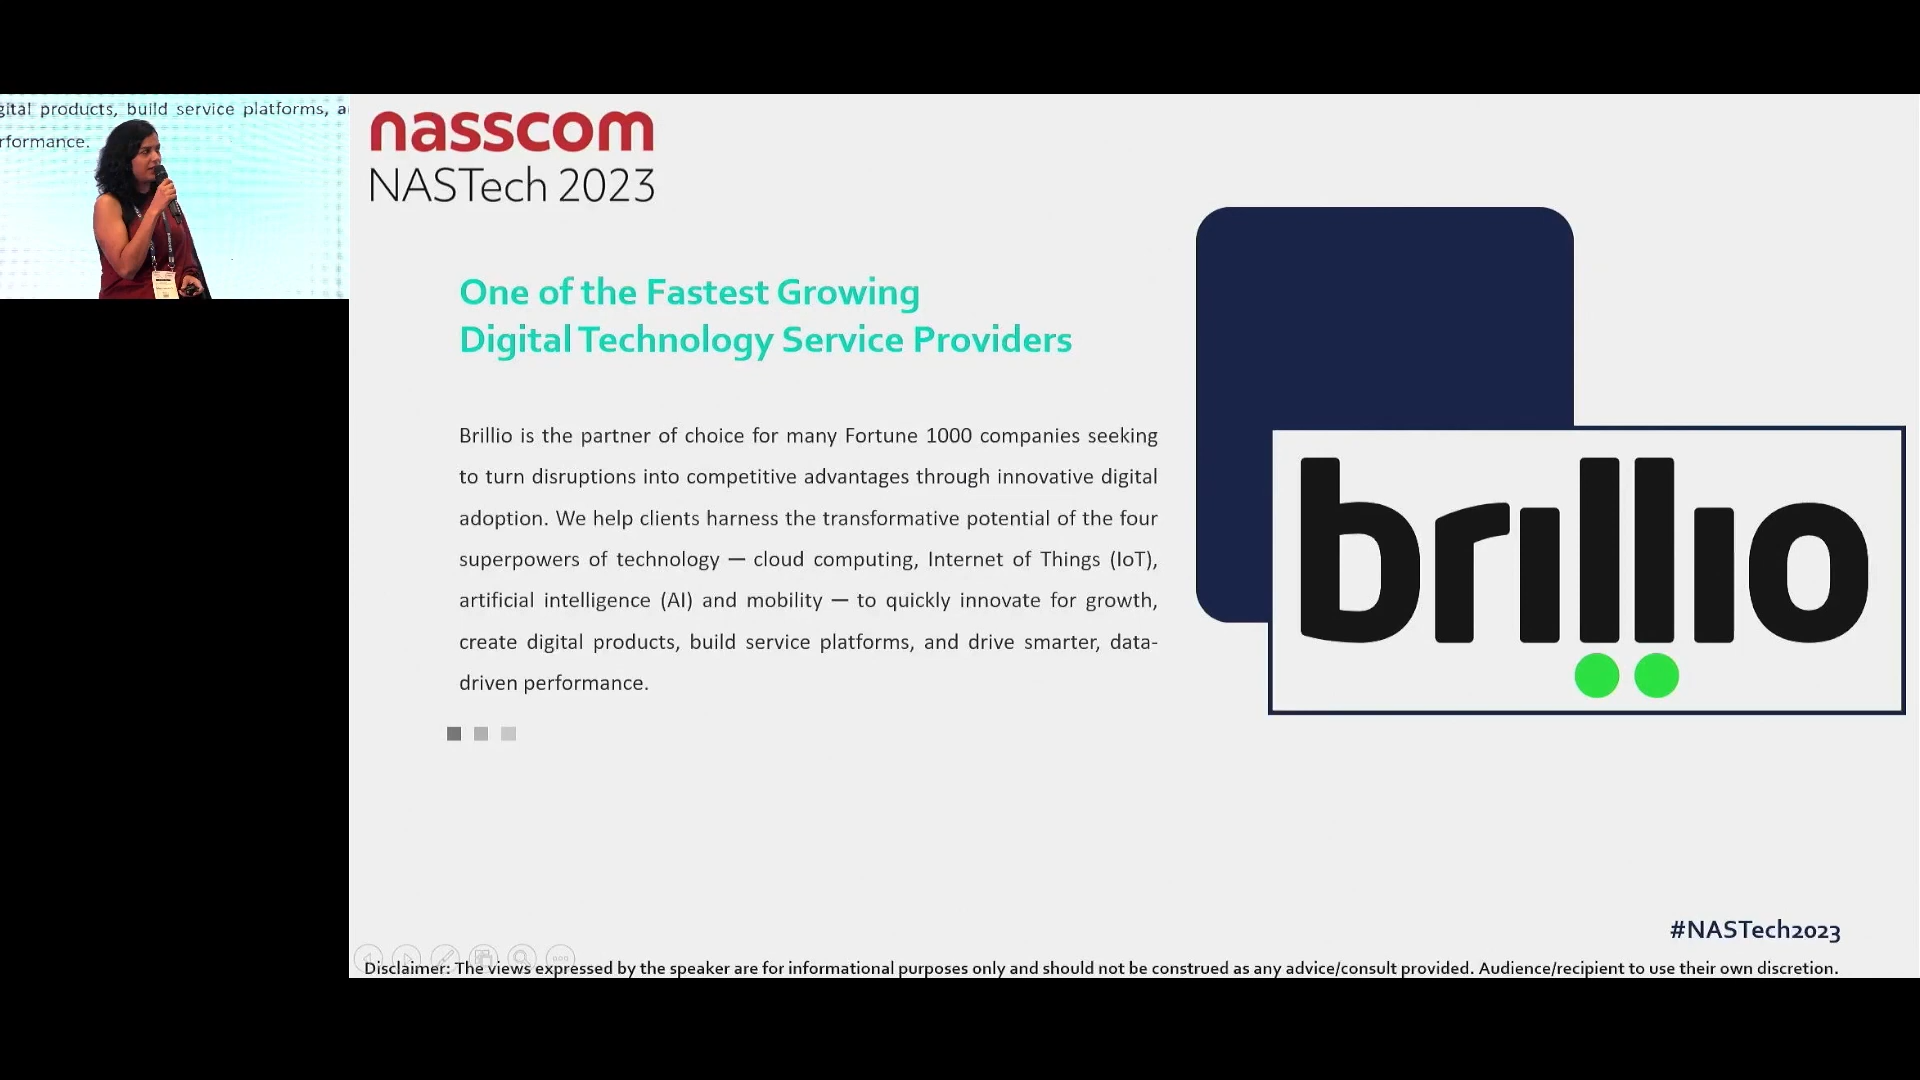 gital products, build service platforms, a
rformance.
nasscom
NASTech 2023
One of the Fastest Growing
Digital Technology Service Providers
Brillio is the partner of choice for many Fortune 1000 companies seeking
to turn disruptions into competitive advantages through innovative digital
adoption. We help clients harness the transformative potential of the four
superpowers of technology — cloud computing, Internet of Things (IoT),
artificial intelligence (AI) and mobility — to quickly innovate for growth,
create digital products, build service platforms, and drive smarter, data-
driven performance.
brillio
#NASTech2023
Disclaimer: The views expressed by the speaker are for informational purposes only and should not be construed as any advice/consult provided. Audience/recipient to use their own discretion.